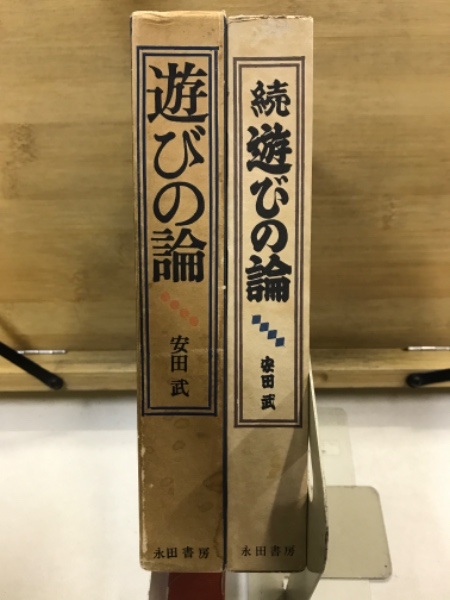 遊びの論
安田 武
永田書房
続 遊びの論
安田 武
永田書房